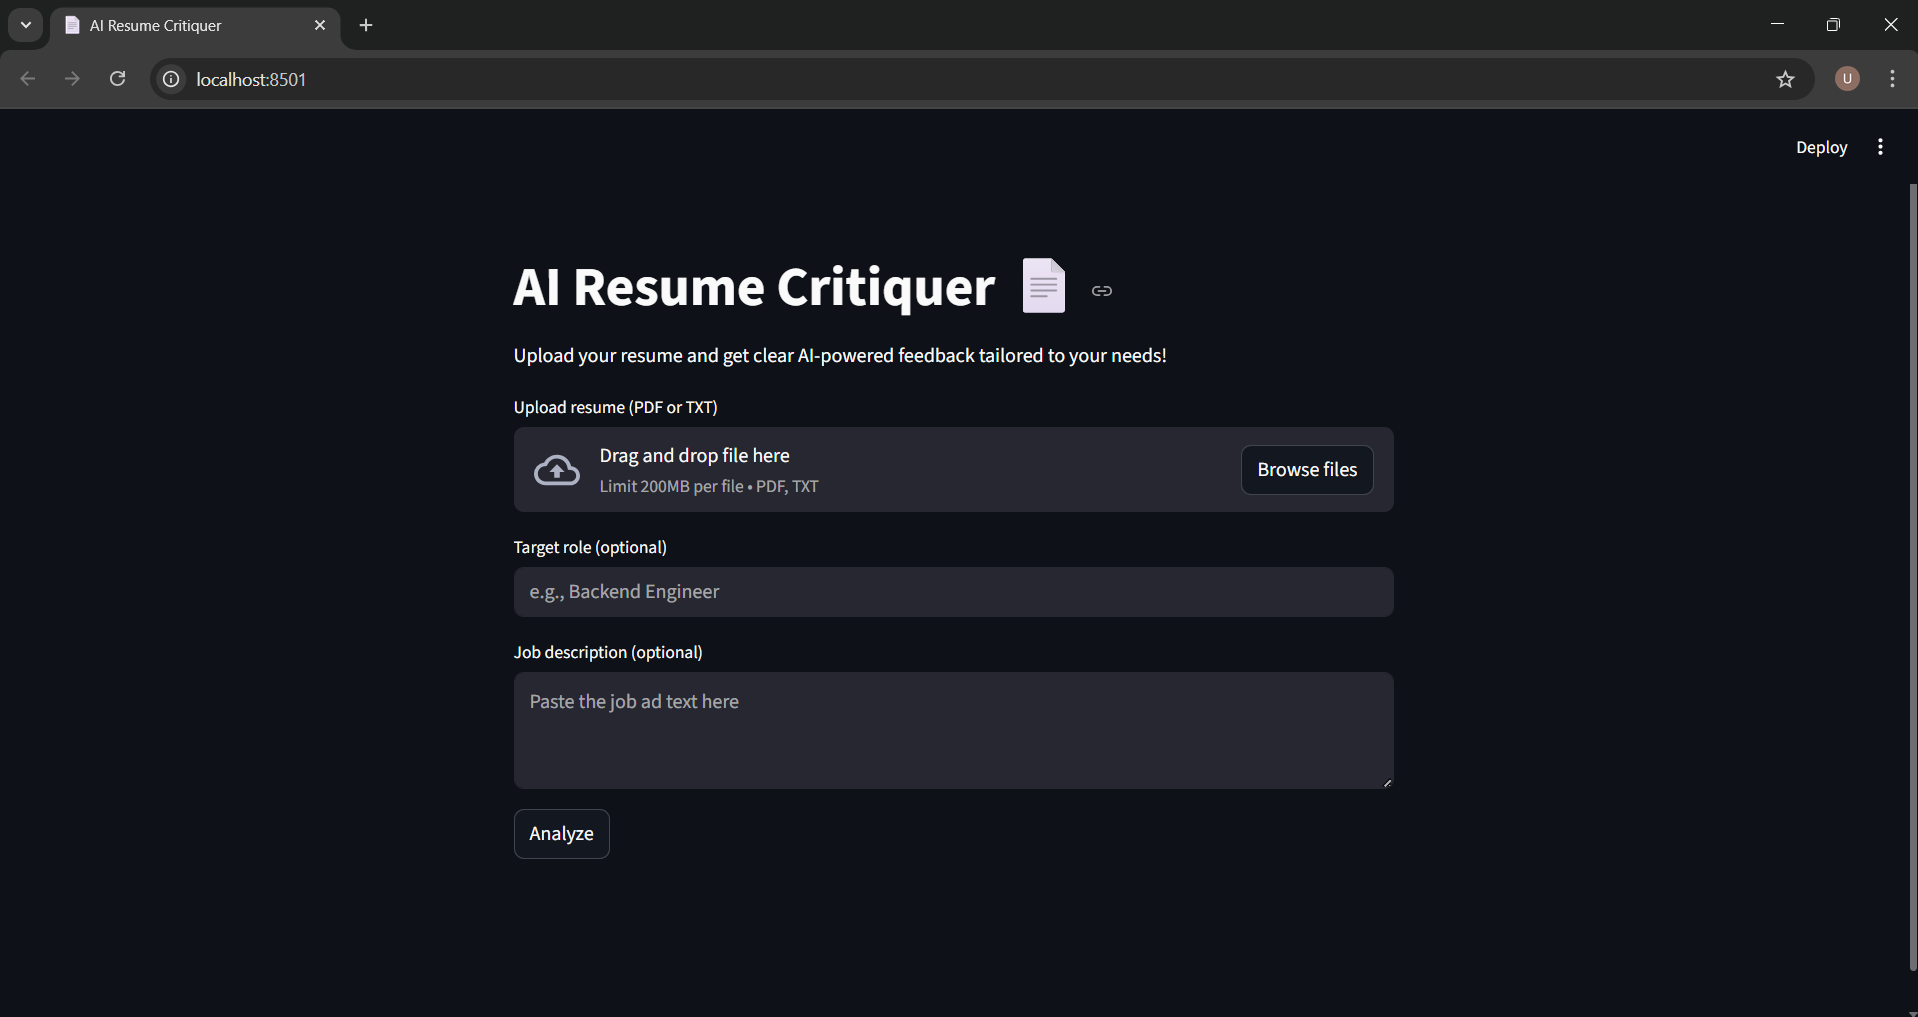 AI Resume Critiquer
localhost:8501
U
Deploy
AI Resume Critiquer
Upload your resume and get clear AI-powered feedback tailored to your needs!
Upload resume (PDF or TXT)
Drag and drop file here
Limit 200MB per file • PDF, TXT
Browse files
Target role (optional)
e.g., Backend Engineer
Job description (optional)
Paste the job ad text here
Analyze